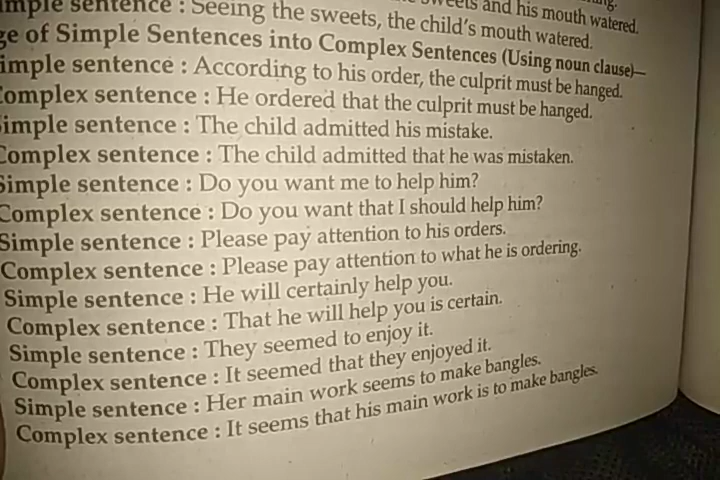 sweets and his mouth watered.
imple sentence : Seeing the sweets, the child's mouth watered.
ge of Simple Sentences into Complex Sentences (Using noun clause)—
imple sentence : According to his order, the culprit must be hanged.
Complex sentence : He ordered that the culprit must be hanged.
Simple sentence : The child admitted his mistake.
Complex sentence : The child admitted that he was mistaken.
Simple sentence : Do you want me to help him?
Complex sentence : Do you want that I should help him?
Simple sentence : Please pay attention to his orders.
Complex sentence : Please pay attention to what he is ordering.
Simple sentence : He will certainly help you.
Complex sentence : That he will help you is certain.
Simple sentence : They seemed to enjoy it.
Complex sentence : It seemed that they enjoyed it.
Simple sentence : Her main work seems to make bangles.
Complex sentence : It seems that his main work is to make bangles.